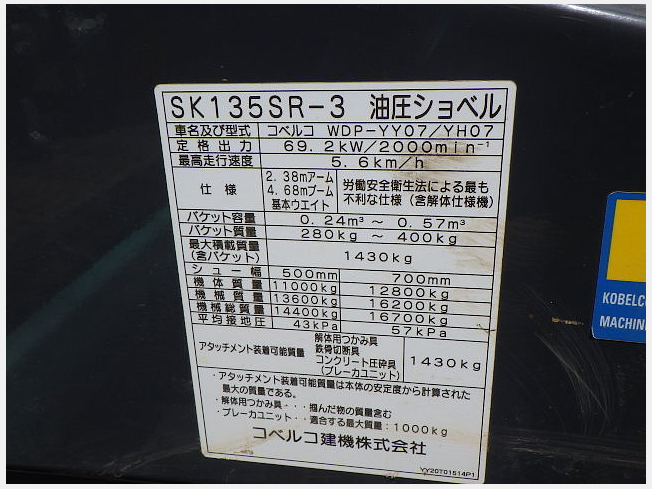 SK135SR-3 油圧ショベル
車名及び型式 コベルコ WDP-YY07/YH07
定格出力 69.2kW/2000min⁻¹
最高走行速度 5.6km/h
仕様 2.38mアーム 4.68mブーム 基本ウエイト 労働安全衛生法による最も不利な仕様(含解体仕様機)
バケット容量 0.24m³ ~ 0.57m³
バケット質量 280kg ~ 400kg
最大積載質量(含バケット) 1430kg
シュー幅 500mm 700mm
機体質量 11000kg 12800kg
機械質量 13600kg 16200kg
機械総質量 14400kg 16700kg
平均接地圧 43kPa 57kPa
アタッチメント装着可能質量 解体用つかみ具 鉄骨切断具 コンクリート圧砕具 (ブレーカユニット) 1430kg
・アタッチメント装着可能質量は本体の安定度から計算された
最大の質量である。
・解体用つかみ具・・・掴んだ物の質量含む
・ブレーカユニット・・適合する最大質量:1000kg
コベルコ建機株式会社
YY20T01514P1
KOBELCO
MACHIN